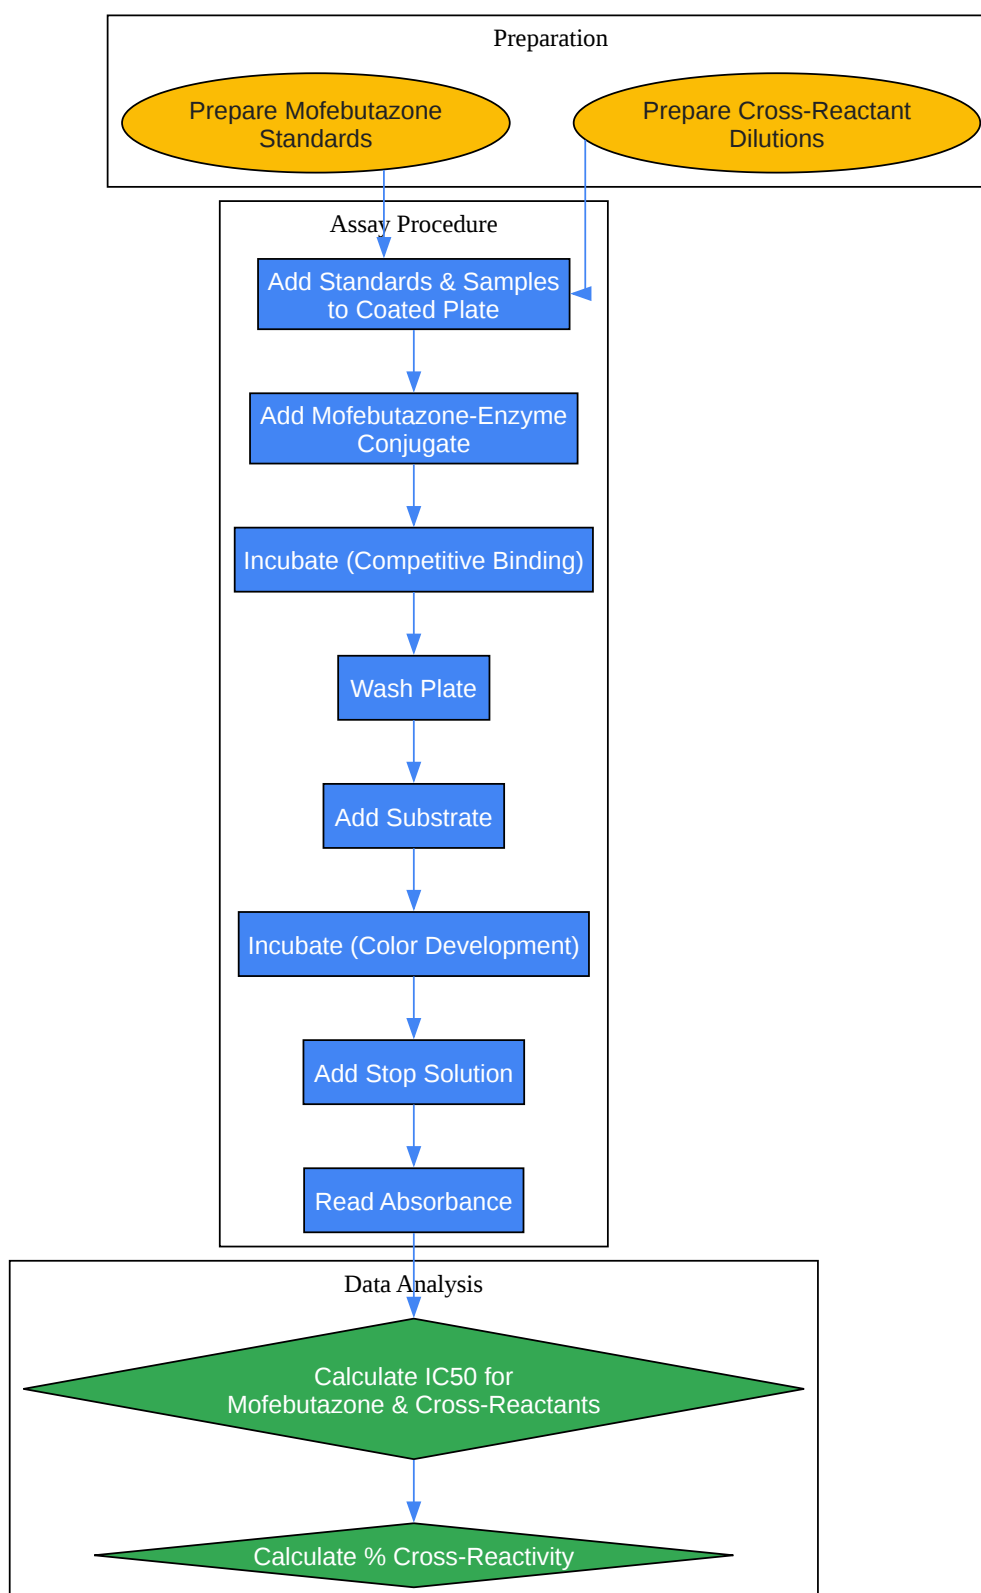 Preparation
Prepare Mofebutazone
Standards
Prepare Cross-Reactant
Dilutions
Assay Procedure
Add Standards & Samples
to Coated Plate
Add Mofebutazone-Enzyme
Conjugate
Incubate (Competitive Binding)
Wash Plate
Add Substrate
Incubate (Color Development)
Add Stop Solution
Read Absorbance
Data Analysis
Calculate IC50 for
Mofebutazone & Cross-Reactants
Calculate % Cross-Reactivity